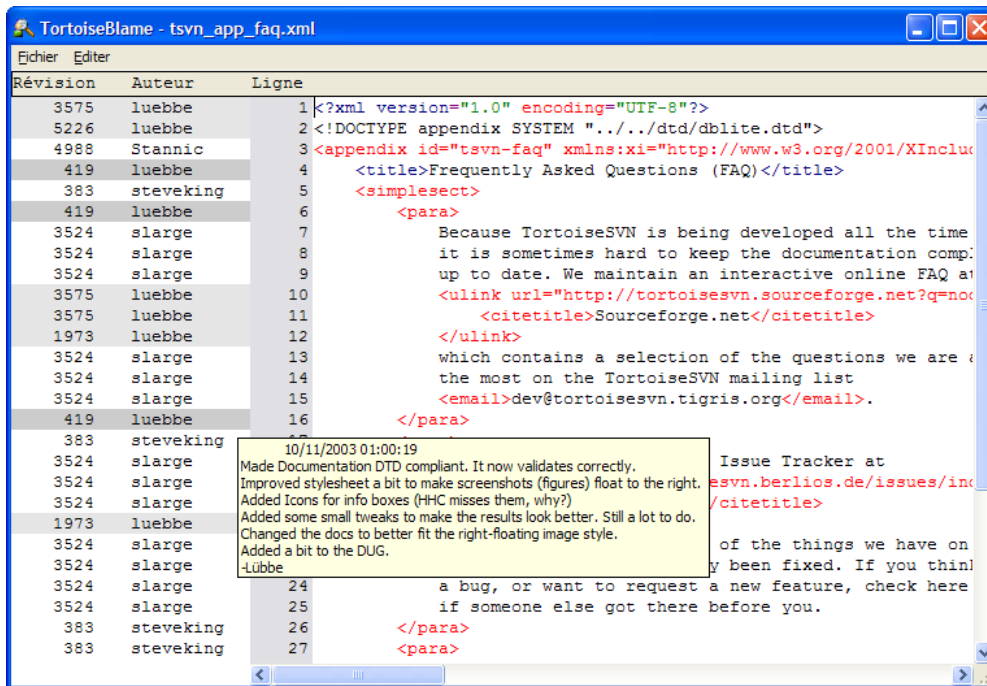 TortoiseBlame - tsvn_app_faq.xml
Fichier Editer
Révision Auteur Ligne
3575 luebbe 1 <?xml version="1.0" encoding="UTF-8"?>
5226 luebbe 2 <!DOCTYPE appendix SYSTEM "../../dtd/dblite.dtd">
4988 Stannic 3 <appendix id="tsvn-faq" xmlns:xi="http://www.w3.org/2001/XInclu
419 luebbe 4 <title>Frequently Asked Questions (FAQ)</title>
383 steveking 5 <simplesect>
419 luebbe 6 <para>
3524 slarge 7 Because TortoiseSVN is being developed all the time
3524 slarge 8 it is sometimes hard to keep the documentation comp
3524 slarge 9 up to date. We maintain an interactive online FAQ a
3575 luebbe 10 <ulink url="http://tortoisesvn.sourceforge.net?q=no
3575 luebbe 11 <citetitle>Sourceforge.net</citetitle>
1973 luebbe 12 </ulink>
3524 slarge 13 which contains a selection of the questions we are
3524 slarge 14 the most on the TortoiseSVN mailing list
3524 slarge 15 <email>dev@tortoisesvn.tigris.org</email>.
419 luebbe 16 </para>
383 steveking
3524 slarge Issue Tracker at
3524 slarge esvn.berlios.de/issues/in
3524 slarge /citetitle>
1973 luebbe
3524 slarge of the things we have on
3524 slarge y been fixed. If you thin
10/11/2003 01:00:19
Made Documentation DTD compliant. It now validates correctly.
Improved stylesheet a bit to make screenshots (figures) float to the right.
Added Icons for info boxes (HHC misses them, why?)
Added some small tweaks to make the results look better. Still a lot to do.
Changed the docs to better fit the right-floating image style.
Added a bit to the DUG.
-Lübbe
3524 slarge 24 a bug, or want to request a new feature, check here
3524 slarge 25 if someone else got there before you.
383 steveking 26 </para>
383 steveking 27 <para>